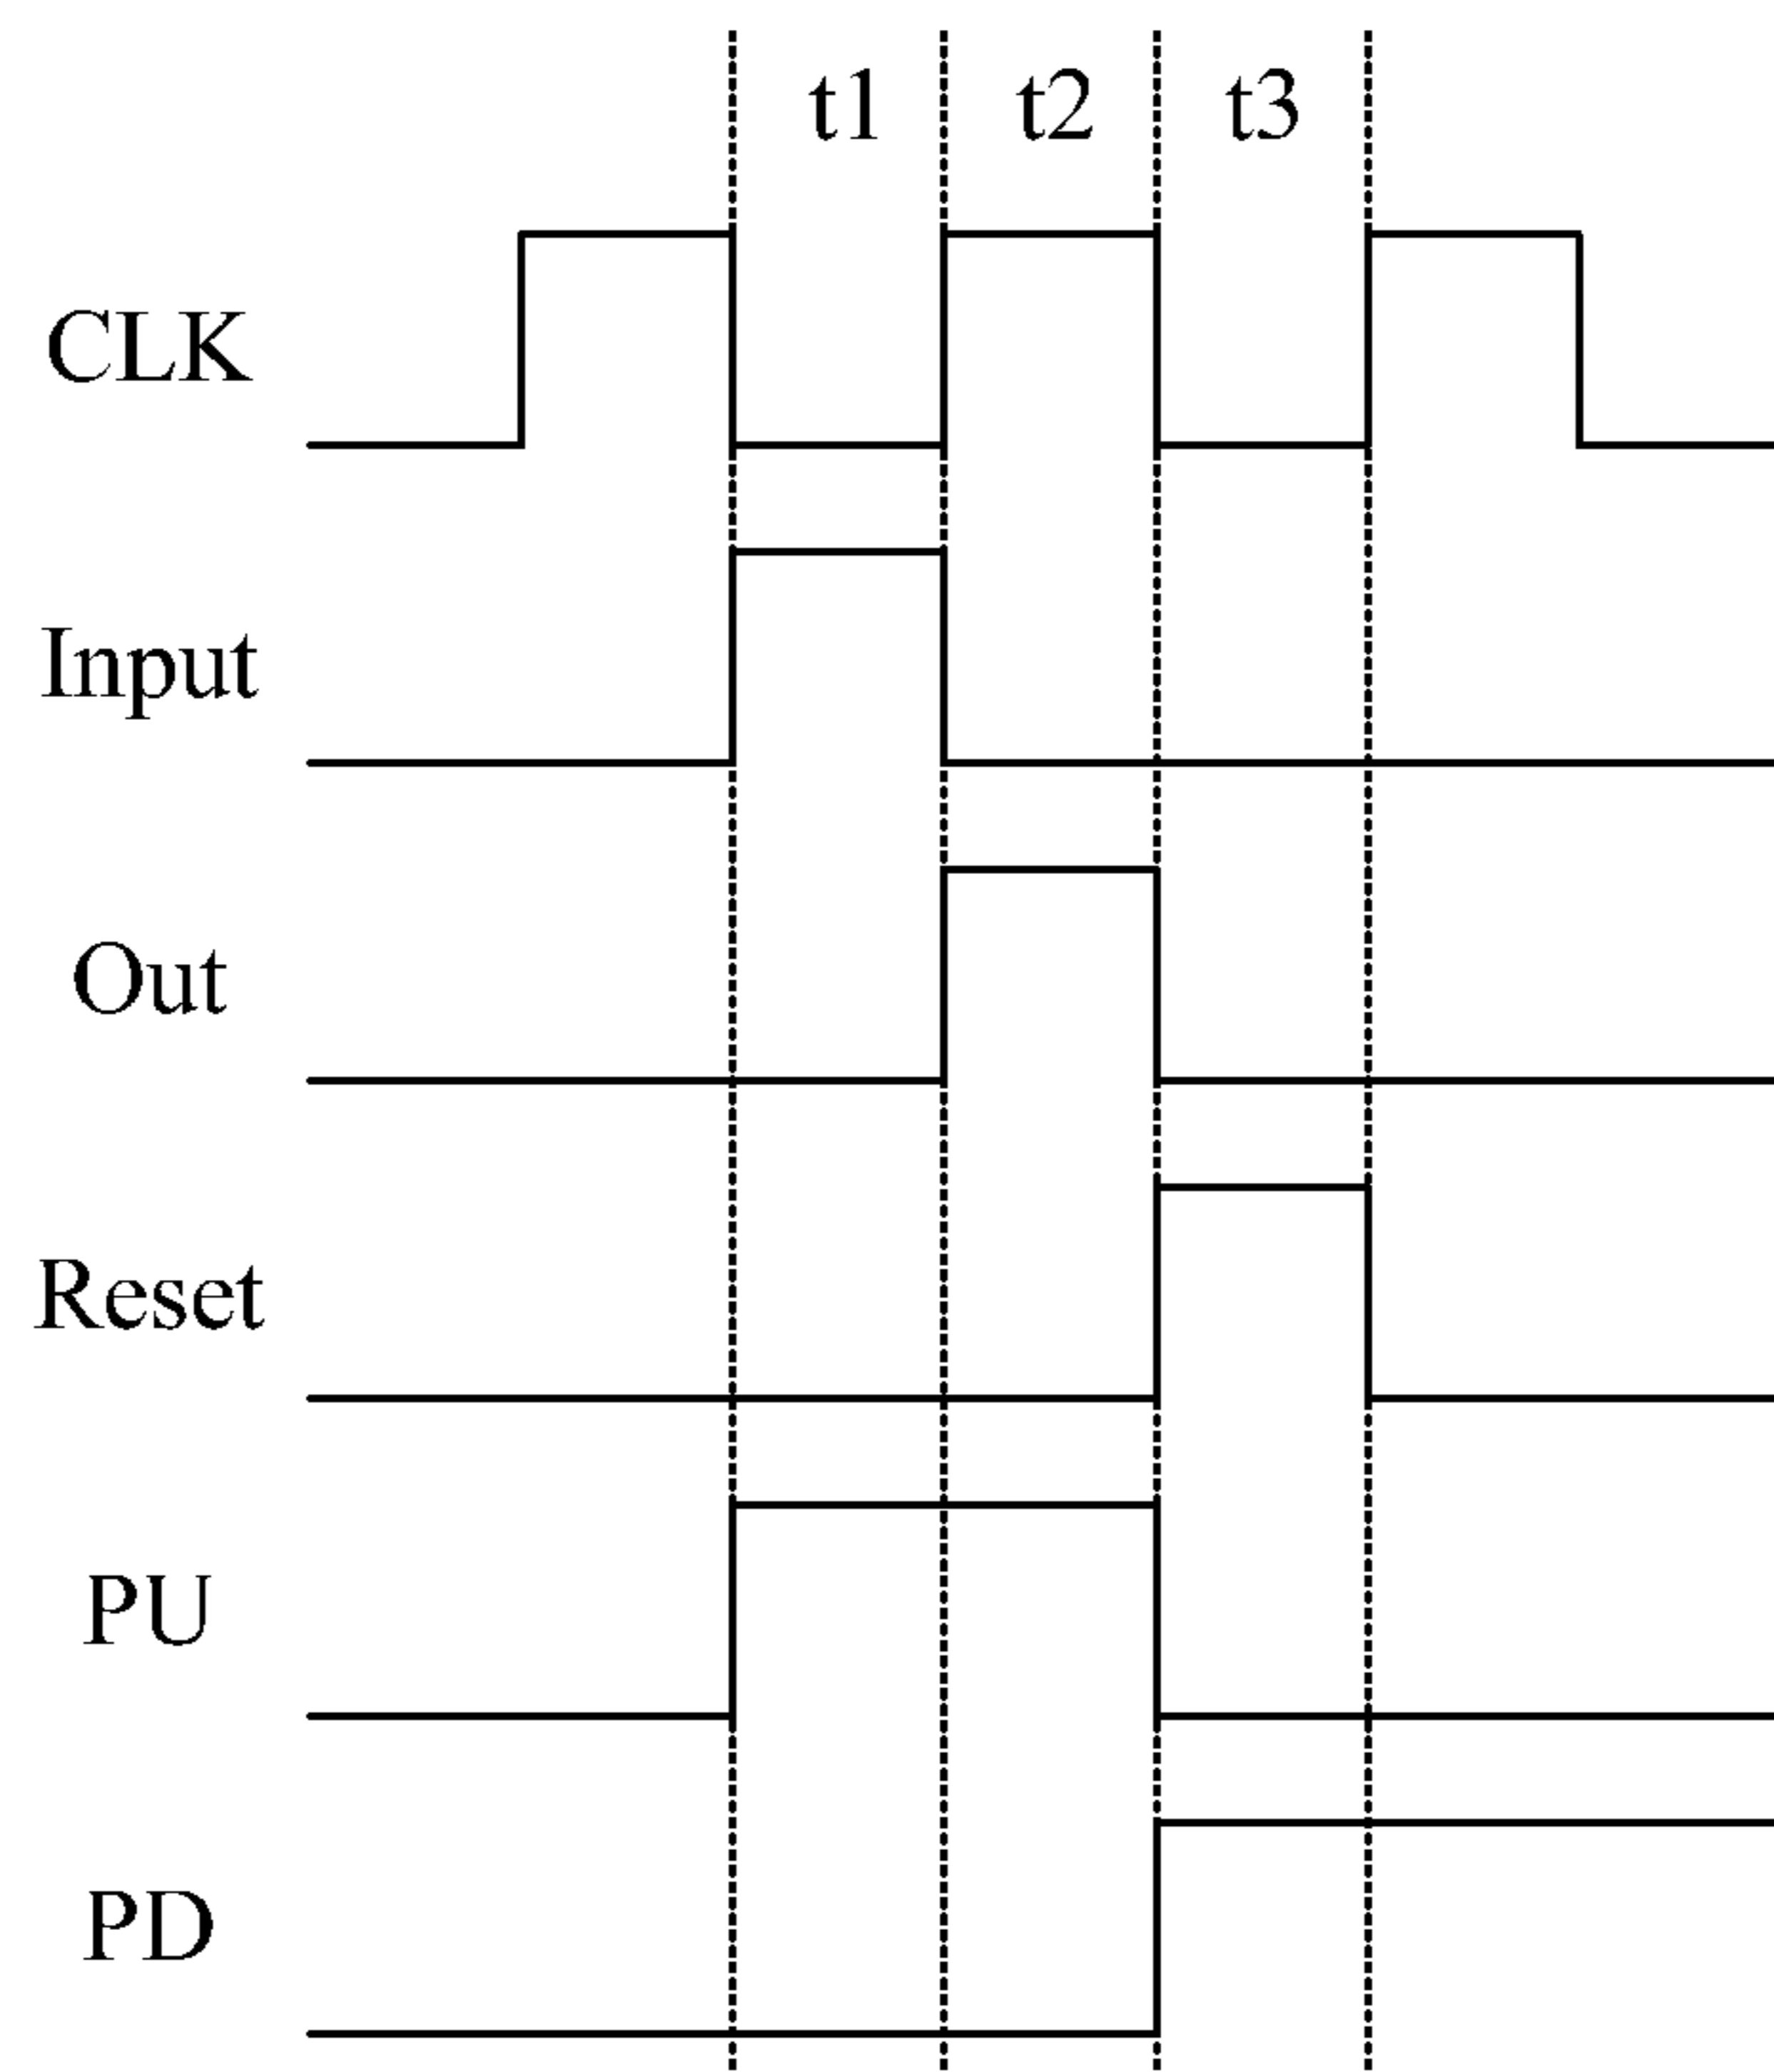 t1 t2 t3
CLK
Input
Out
Reset
PU
PD